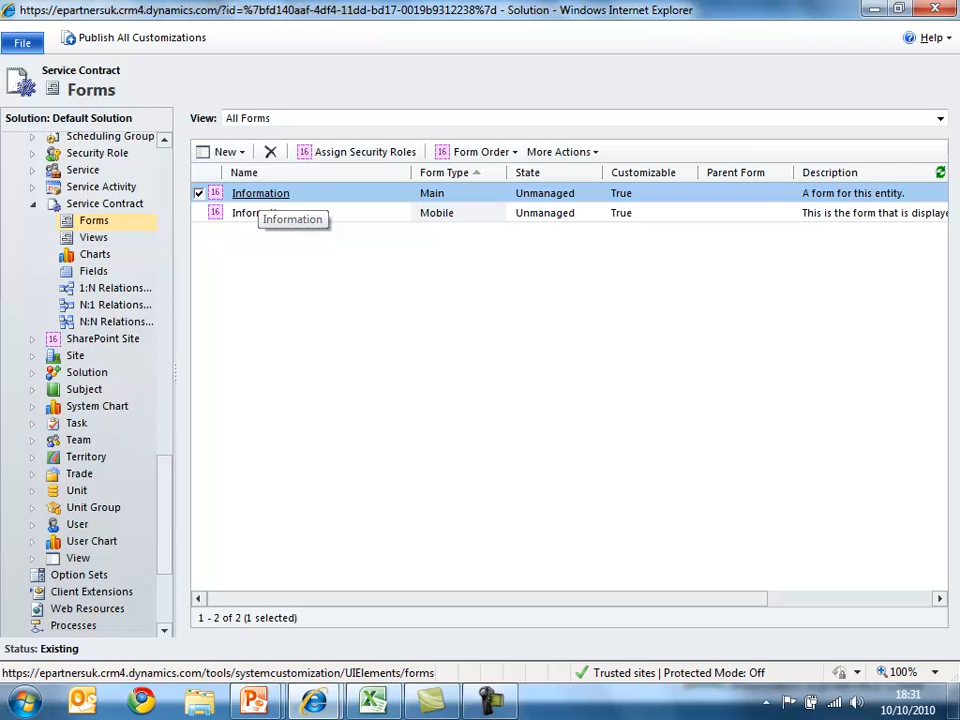 https://epartnersuk.crm4.dynamics.com/?id=%7bfd140aaf-4df4-11dd-bd17-0019b9312238%7d - Solution - Windows Internet Explorer
File
Publish All Customizations
Help
Service Contract
Forms
Solution: Default Solution
View: All Forms
Scheduling Group
Security Role
Service
Service Activity
Service Contract
Forms
Views
Charts
Fields
1:N Relations...
N:1 Relations...
N:N Relations...
16 SharePoint Site
Site
Solution
Subject
System Chart
Task
Team
Territory
Trade
Unit
Unit Group
User
User Chart
View
Option Sets
Client Extensions
Web Resources
Processes
New
16 Assign Security Roles
16 Form Order
More Actions
Name Form Type State Customizable Parent Form Description
16 Information Main Unmanaged True A form for this entity.
16 Infor Mobile Unmanaged True This is the form that is displaye
Information
1 - 2 of 2 (1 selected)
Status: Existing
https://epartnersuk.crm4.dynamics.com/tools/systemcustomization/UIElements/forms
Trusted sites | Protected Mode: Off
100%
18:31
10/10/2010